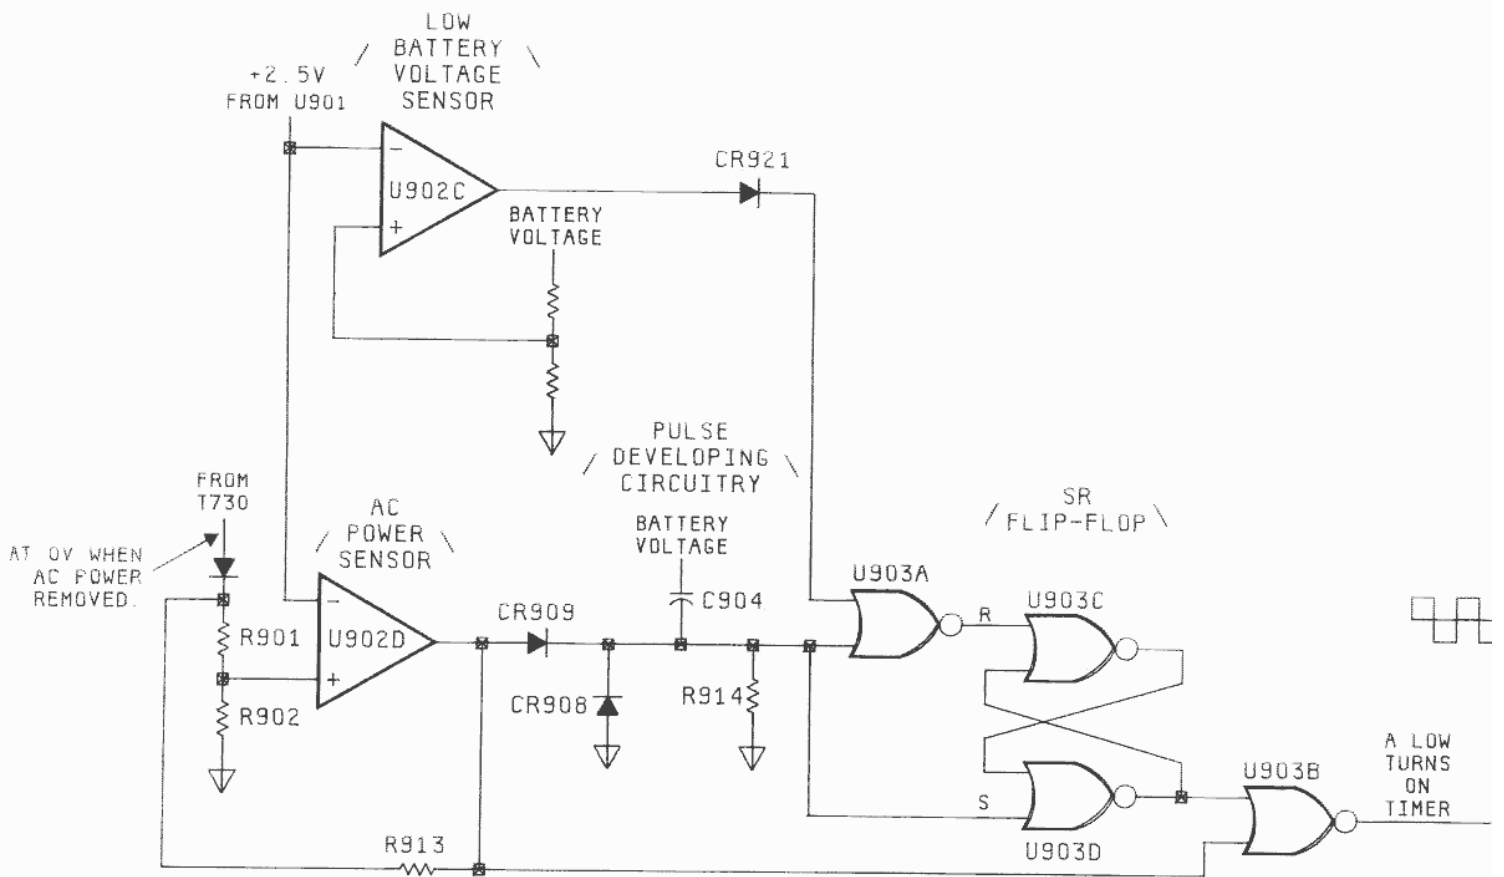 LOW
BATTERY
VOLTAGE
SENSOR
+2.5V
FROM U901
−
U902C
+
CR921
BATTERY
VOLTAGE
PULSE
DEVELOPING
CIRCUITRY
BATTERY
VOLTAGE
C904
FROM
T730
AT 0V WHEN
AC POWER
REMOVED.
AC
POWER
SENSOR
SR
FLIP-FLOP
−
U902D
+
R901
R902
CR909
CR908
R914
U903A
R
U903C
S
U903D
U903B
A LOW
TURNS
ON
TIMER
R913